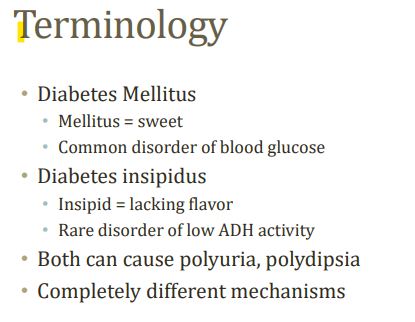 Terminology
• Diabetes Mellitus
• Mellitus = sweet
• Common disorder of blood glucose
• Diabetes insipidus
• Insipid = lacking flavor
• Rare disorder of low ADH activity
• Both can cause polyuria, polydipsia
• Completely different mechanisms